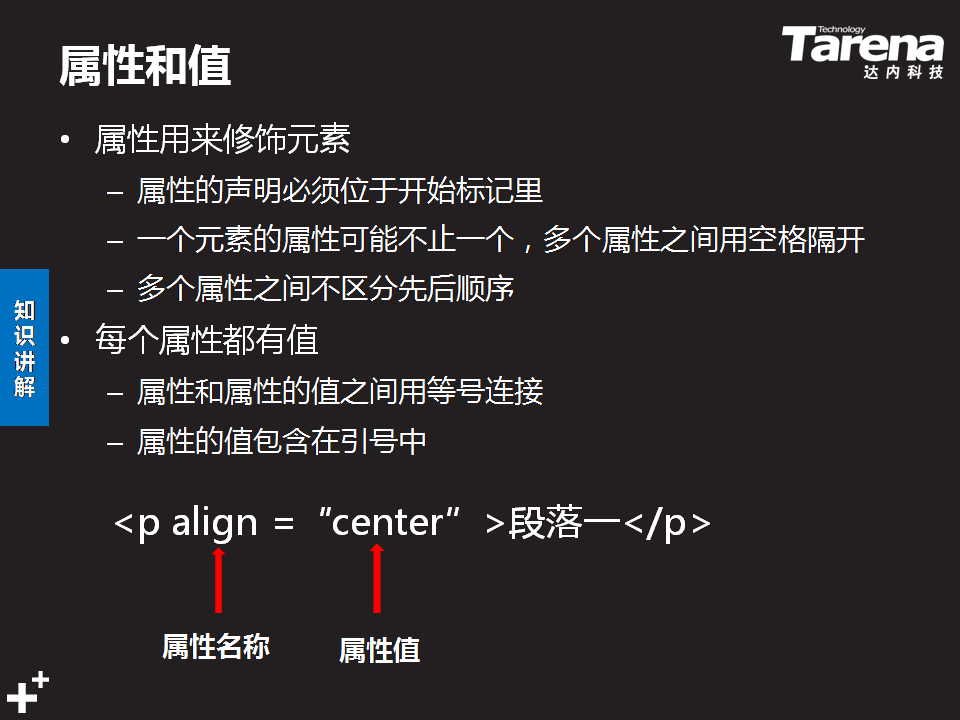 属性和值
Technology
Tarena
达内科技
• 属性用来修饰元素
– 属性的声明必须位于开始标记里
– 一个元素的属性可能不止一个，多个属性之间用空格隔开
– 多个属性之间不区分先后顺序
知识讲解
• 每个属性都有值
– 属性和属性的值之间用等号连接
– 属性的值包含在引号中
<p align = “center” >段落一</p>
属性名称
属性值